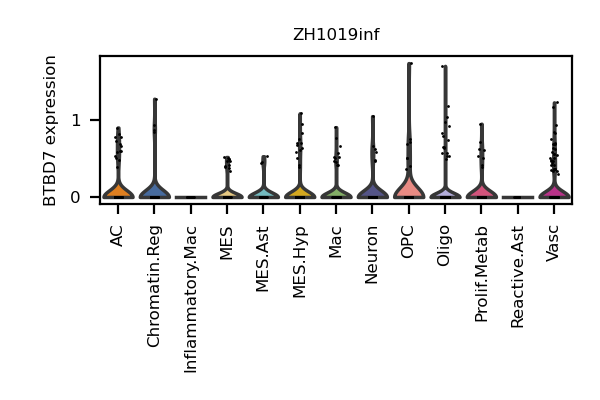 ZH1019inf
BTBD7 expression
1
0
AC
Chromatin.Reg
Inflammatory.Mac
MES
MES.Ast
MES.Hyp
Mac
Neuron
OPC
Oligo
Prolif.Metab
Reactive.Ast
Vasc